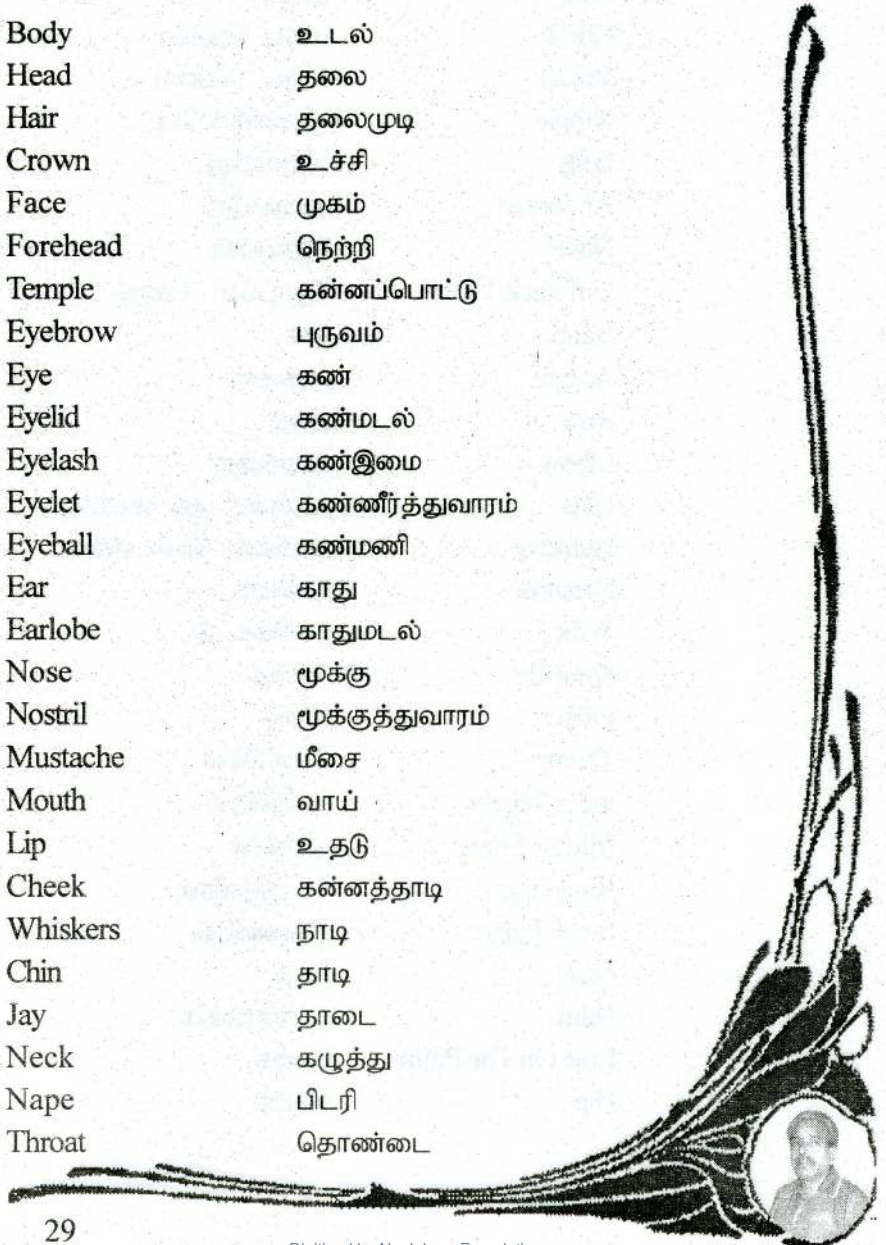 Body உடல்
Head தலை
Hair தலைமுடி
Crown உச்சி
Face முகம்
Forehead நெற்றி
Temple கன்னப்பொட்டு
Eyebrow புருவம்
Eye கண்
Eyelid கண்மடல்
Eyelash கண்இமை
Eyelet கண்ணீர்த்துவாரம்
Eyeball கண்மணி
Ear காது
Earlobe காதுமடல்
Nose மூக்கு
Nostril மூக்குத்துவாரம்
Mustache மீசை
Mouth வாய்
Lip உதடு
Cheek கன்னத்தாடி
Whiskers நாடி
Chin தாடி
Jay தாடை
Neck கழுத்து
Nape பிடரி
Throat தொண்டை
29